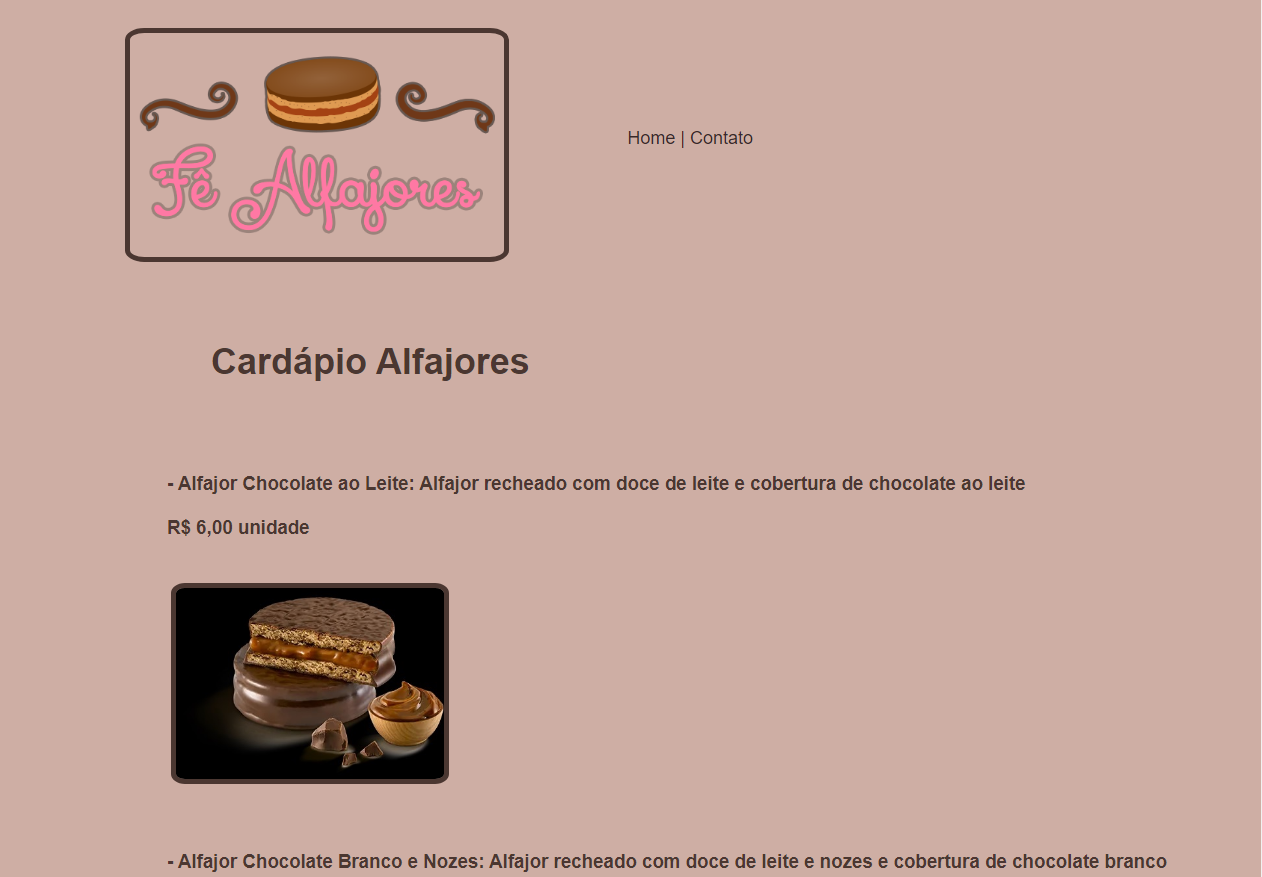 Fê Alfajores
Home | Contato
Cardápio Alfajores
- Alfajor Chocolate ao Leite: Alfajor recheado com doce de leite e cobertura de chocolate ao leite
R$ 6,00 unidade
- Alfajor Chocolate Branco e Nozes: Alfajor recheado com doce de leite e nozes e cobertura de chocolate branco